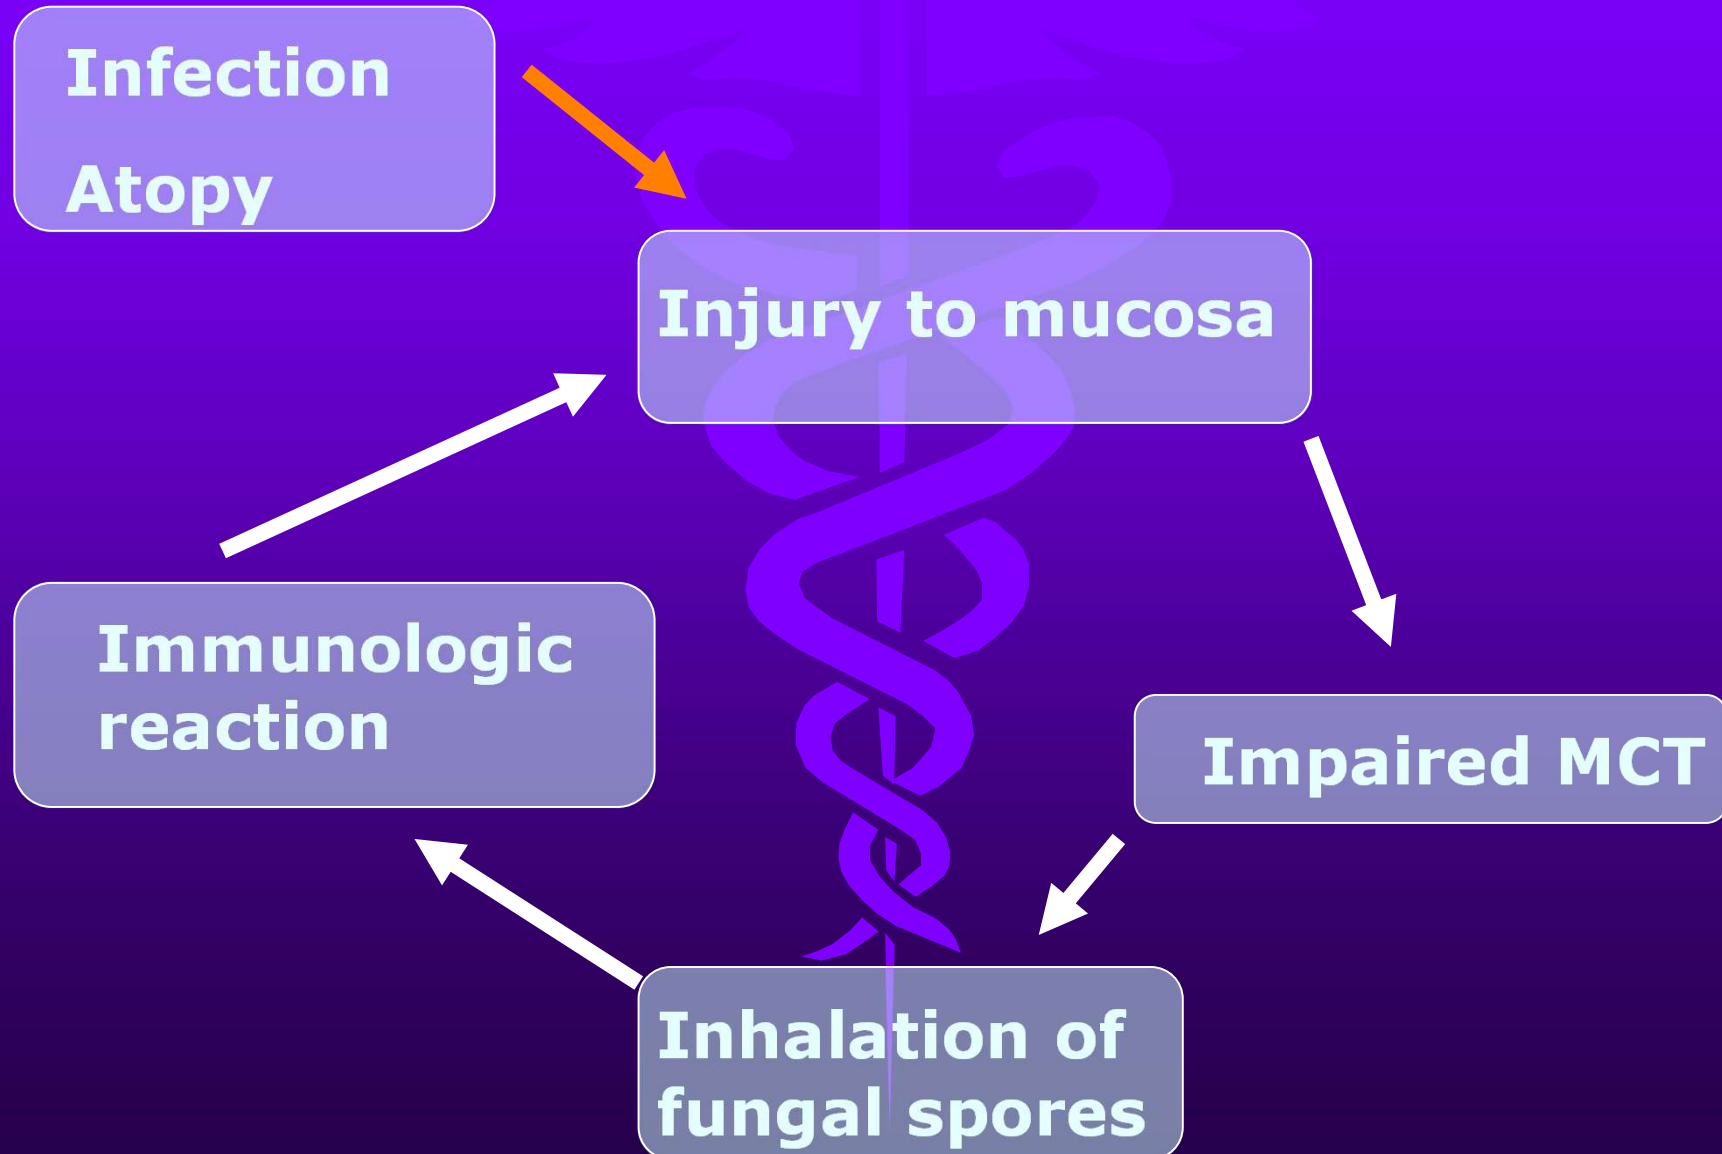 Infection
Atopy
Injury to mucosa
Immunologic
reaction
Impaired MCT
Inhalation of
fungal spores